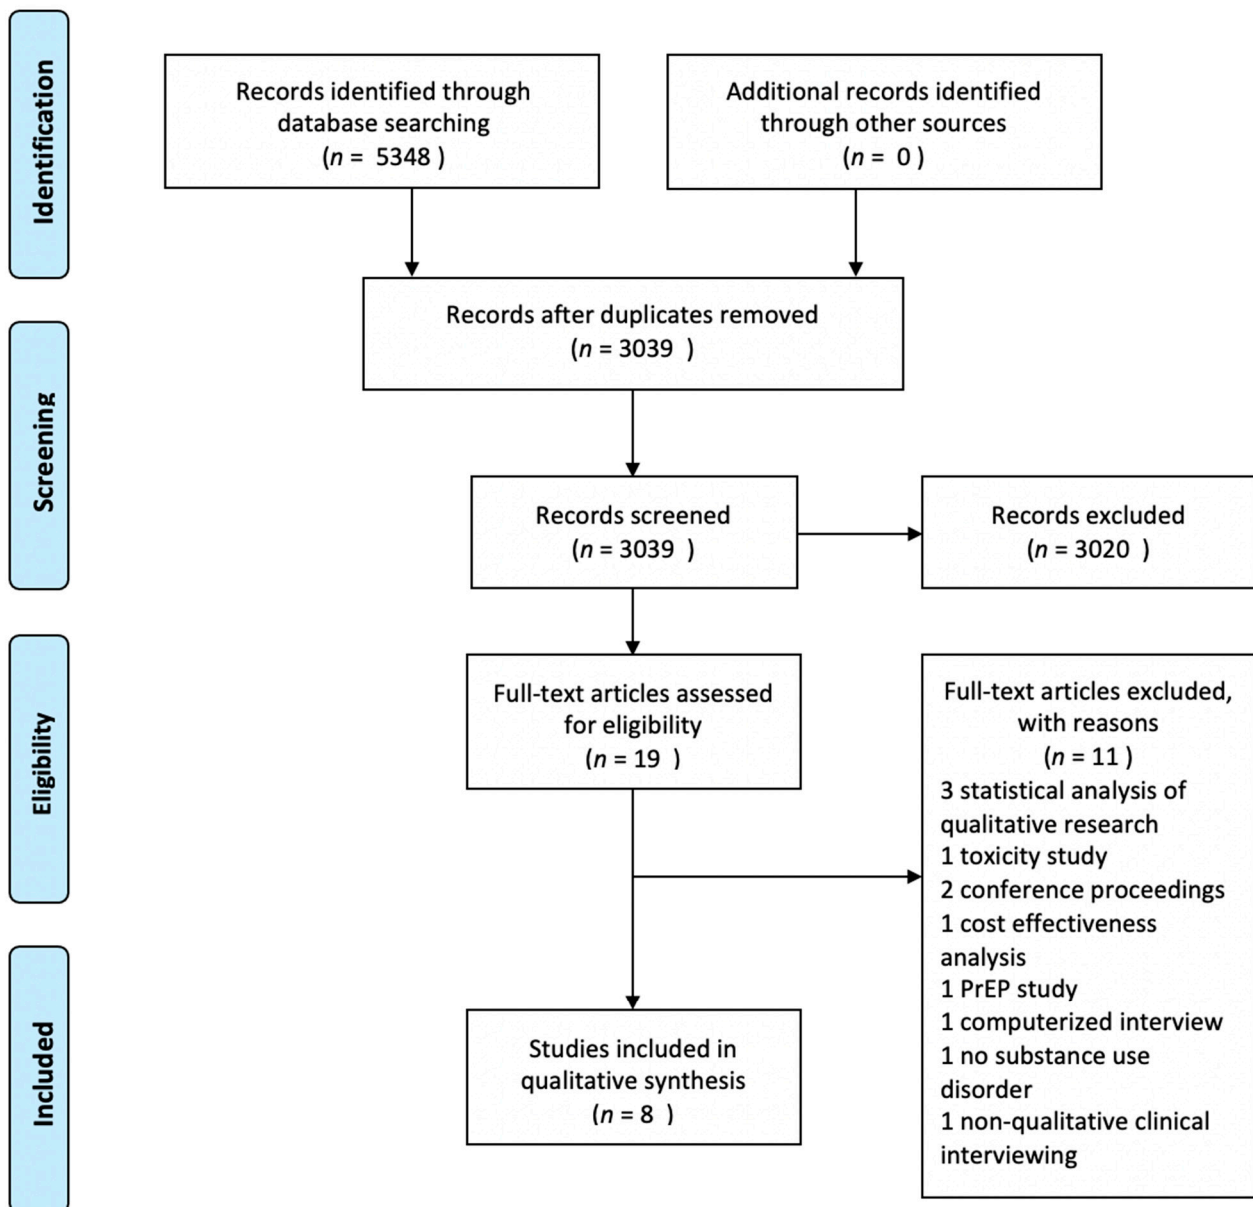 Identification
Records identified through
database searching
(n = 5348 )
Additional records identified
through other sources
(n = 0 )
Records after duplicates removed
(n = 3039 )
Screening
Records screened
(n = 3039 )
Records excluded
(n = 3020 )
Eligibility
Full-text articles assessed
for eligibility
(n = 19 )
Full-text articles excluded,
with reasons
(n = 11 )
3 statistical analysis of
qualitative research
1 toxicity study
2 conference proceedings
1 cost effectiveness
analysis
1 PrEP study
1 computerized interview
1 no substance use
disorder
1 non-qualitative clinical
interviewing
Included
Studies included in
qualitative synthesis
(n = 8 )